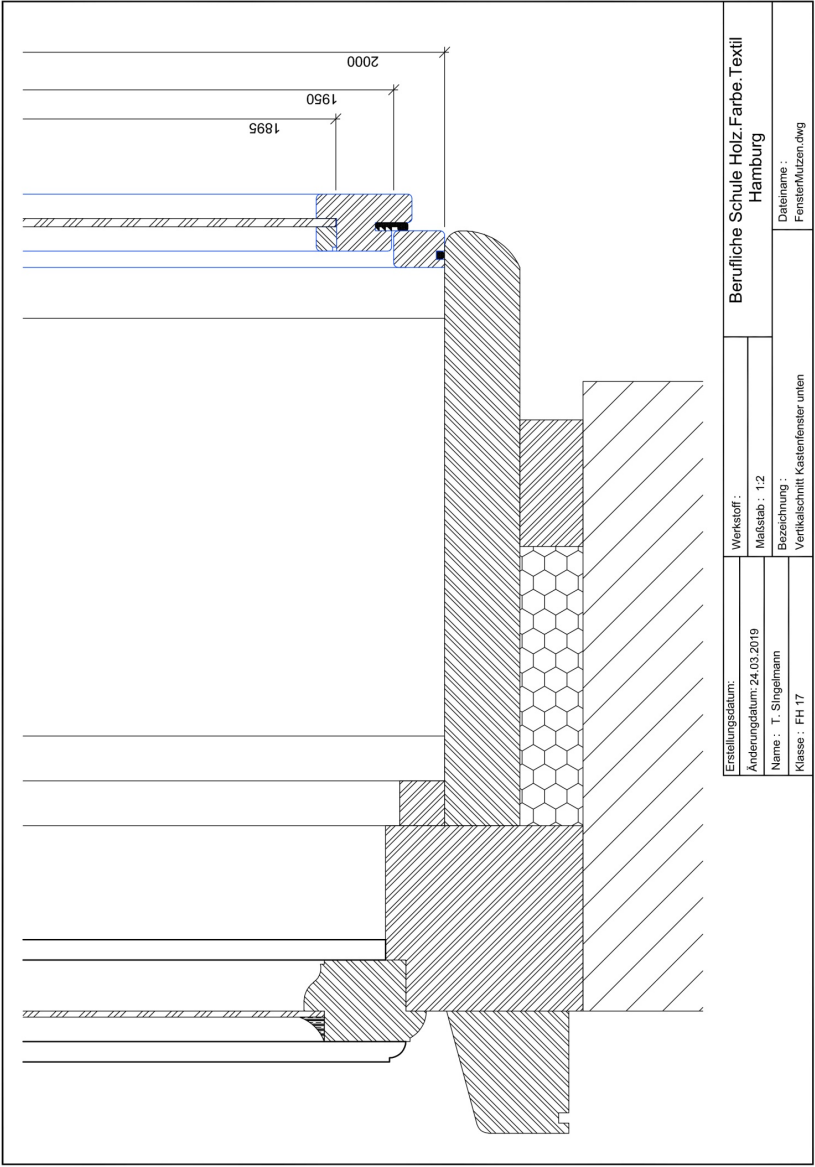 2000
1950
1895
Erstellungsdatum:
Änderungdatum: 24.03.2019
Name : T. SIngelmann
Klasse : FH 17
Werkstoff :
Maßstab : 1:2
Bezeichnung :
Vertikalschnitt Kastenfenster unten
Berufliche Schule Holz.Farbe.Textil
Hamburg
Dateiname :
FensterMutzen.dwg